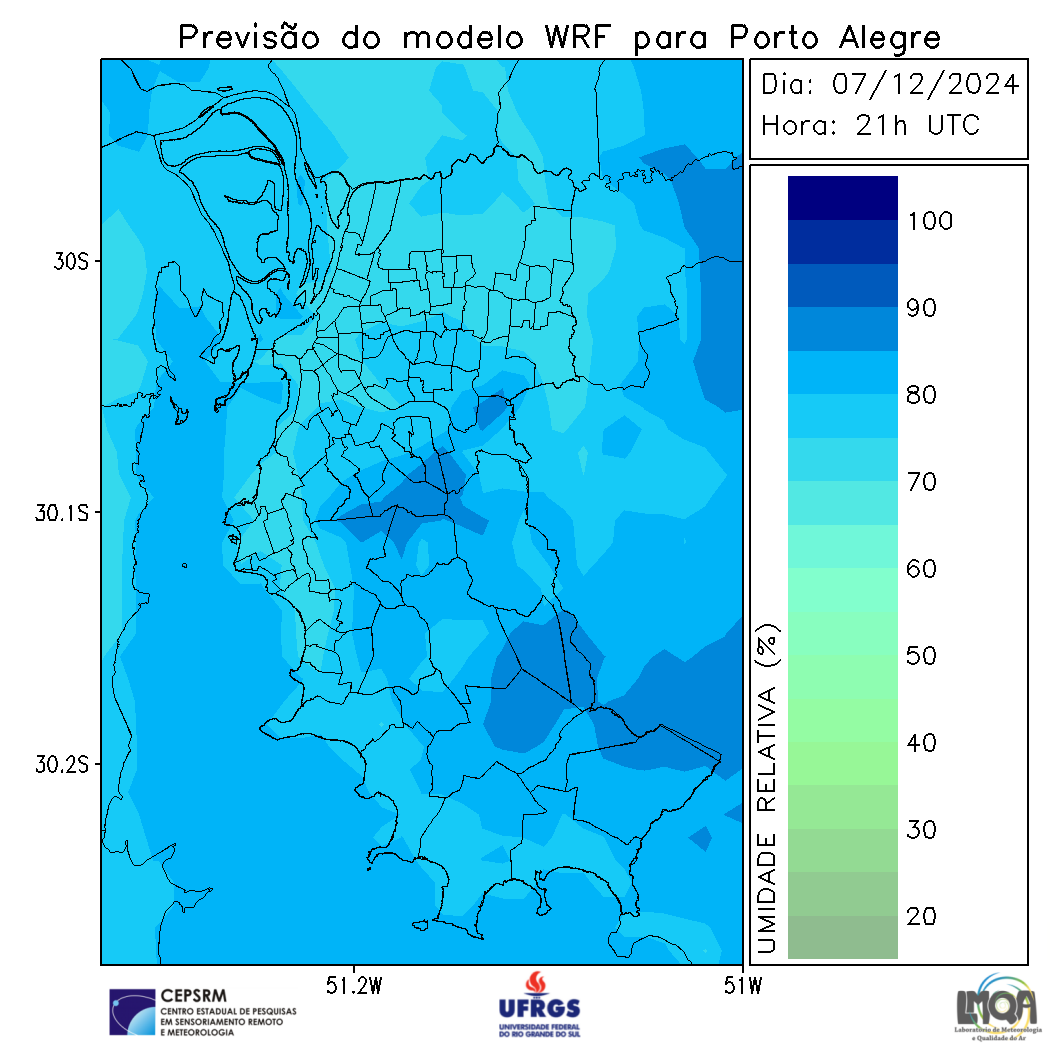 Previsão do modelo WRF para Porto Alegre
Dia: 07/12/2024
Hora: 21h UTC
30S
30.1S
30.2S
51.2W
51W
UMIDADE RELATIVA (%)
100
90
80
70
60
50
40
30
20
CEPSRM
CENTRO ESTADUAL DE PESQUISAS
EM SENSORIAMENTO REMOTO
E METEOROLOGIA
UFRGS
UNIVERSIDADE FEDERAL
DO RIO GRANDE DO SUL
LMQA
Laboratório de Meteorologia
e Qualidade do Ar